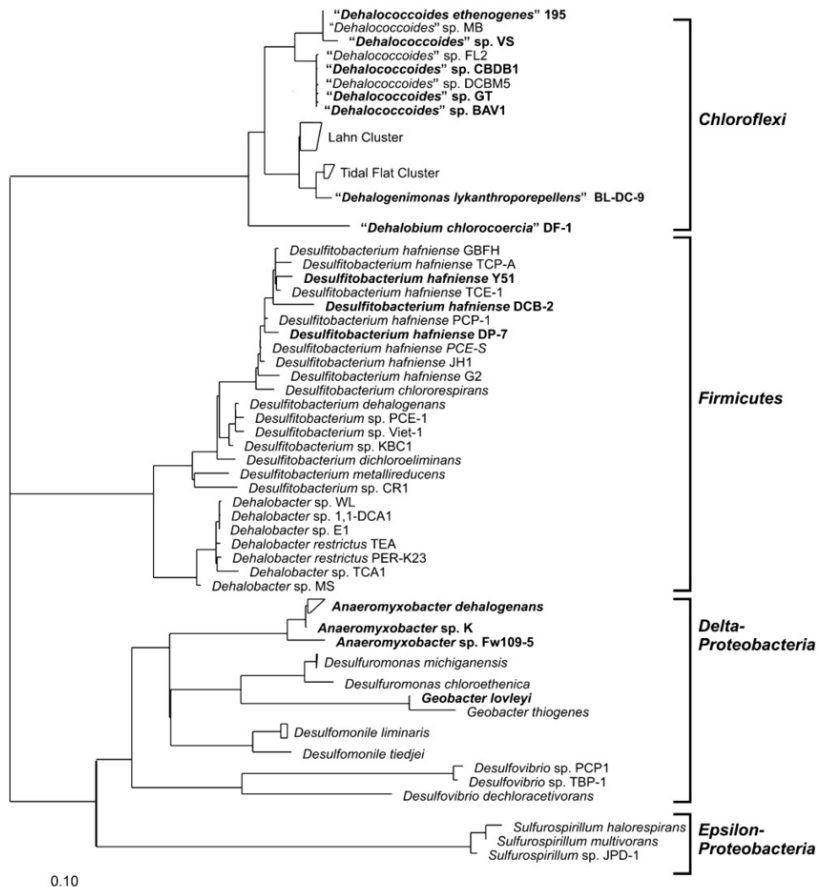 “Dehalococcoides ethenogenes” 195
“Dehalococcoides” sp. MB
“Dehalococcoides” sp. VS
“Dehalococcoides” sp. FL2
“Dehalococcoides” sp. CBDB1
“Dehalococcoides” sp. DCBM5
“Dehalococcoides” sp. GT
“Dehalococcoides” sp. BAV1
Chloroflexi
Lahn Cluster
Tidal Flat Cluster
“Dehalogenimonas lykanthroporepellens” BL-DC-9
“Dehalobium chlorocoercia” DF-1
Desulfitobacterium hafniense GBFH
Desulfitobacterium hafniense TCP-A
Desulfitobacterium hafniense Y51
Desulfitobacterium hafniense TCE-1
Desulfitobacterium hafniense DCB-2
Desulfitobacterium hafniense PCP-1
Desulfitobacterium hafniense DP-7
Desulfitobacterium hafniense PCE-S
Desulfitobacterium hafniense JH1
Desulfitobacterium hafniense G2
Desulfitobacterium chlororespirans
Firmicutes
Desulfitobacterium dehalogenans
Desulfitobacterium sp. PCE-1
Desulfitobacterium sp. Viet-1
Desulfitobacterium sp. KBC1
Desulfitobacterium dichloroeliminans
Desulfitobacterium metallireducens
Desulfitobacterium sp. CR1
Dehalobacter sp. WL
Dehalobacter sp. 1,1-DCA1
Dehalobacter sp. E1
Dehalobacter restrictus TEA
Dehalobacter restrictus PER-K23
Dehalobacter sp. TCA1
Dehalobacter sp. MS
Anaeromyxobacter dehalogenans
Anaeromyxobacter sp. K
Anaeromyxobacter sp. Fw109-5
Delta-
Proteobacteria
Desulfuromonas michiganensis
Desulfuromonas chloroethenica
Geobacter lovleyi
Geobacter thiogenes
Desulfomonile liminaris
Desulfomonile tiedjei
Desulfovibrio sp. PCP1
Desulfovibrio sp. TBP-1
Desulfovibrio dechloracetivorans
Sulfurospirillum halorespirans
Sulfurospirillum multivorans
Sulfurospirillum sp. JPD-1
Epsilon-
Proteobacteria
0.10